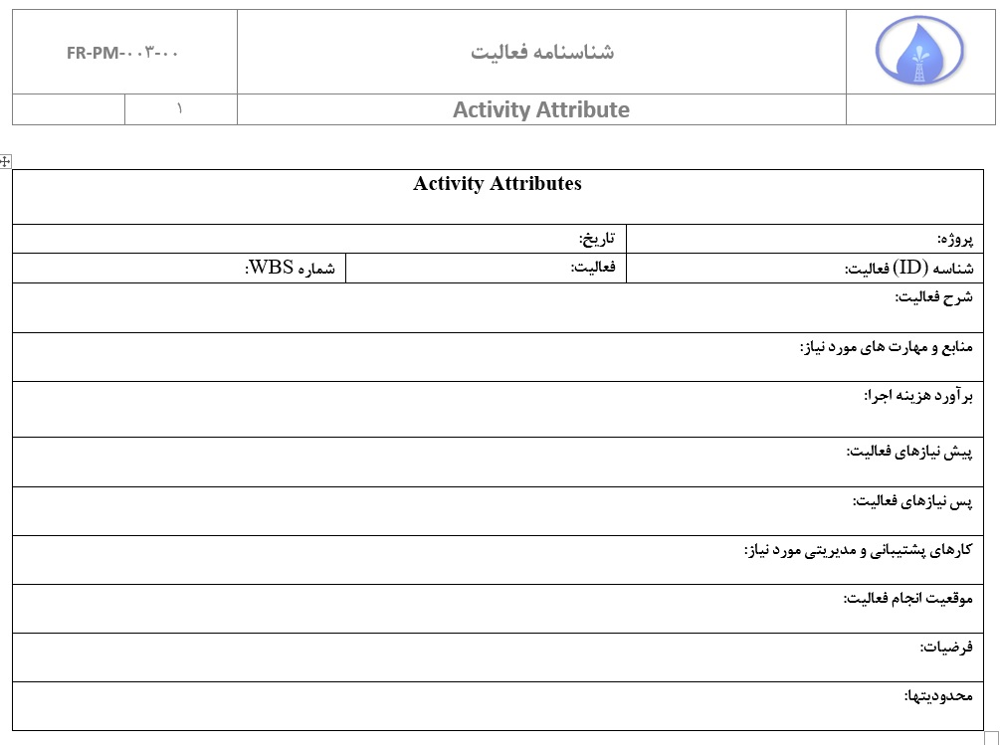 شناسنامه فعالیت
FR-PM-۰۰۳-۰۰
Activity Attribute
۱
Activity Attributes
پروژه:
تاریخ:
شناسه (ID) فعالیت:
فعالیت:
شماره WBS:
شرح فعالیت:
منابع و مهارت های مورد نیاز:
برآورد هزینه اجرا:
پیش نیازهای فعالیت:
پس نیازهای فعالیت:
کارهای پشتیبانی و مدیریتی مورد نیاز:
موقعیت انجام فعالیت:
فرضیات:
محدودیتها: